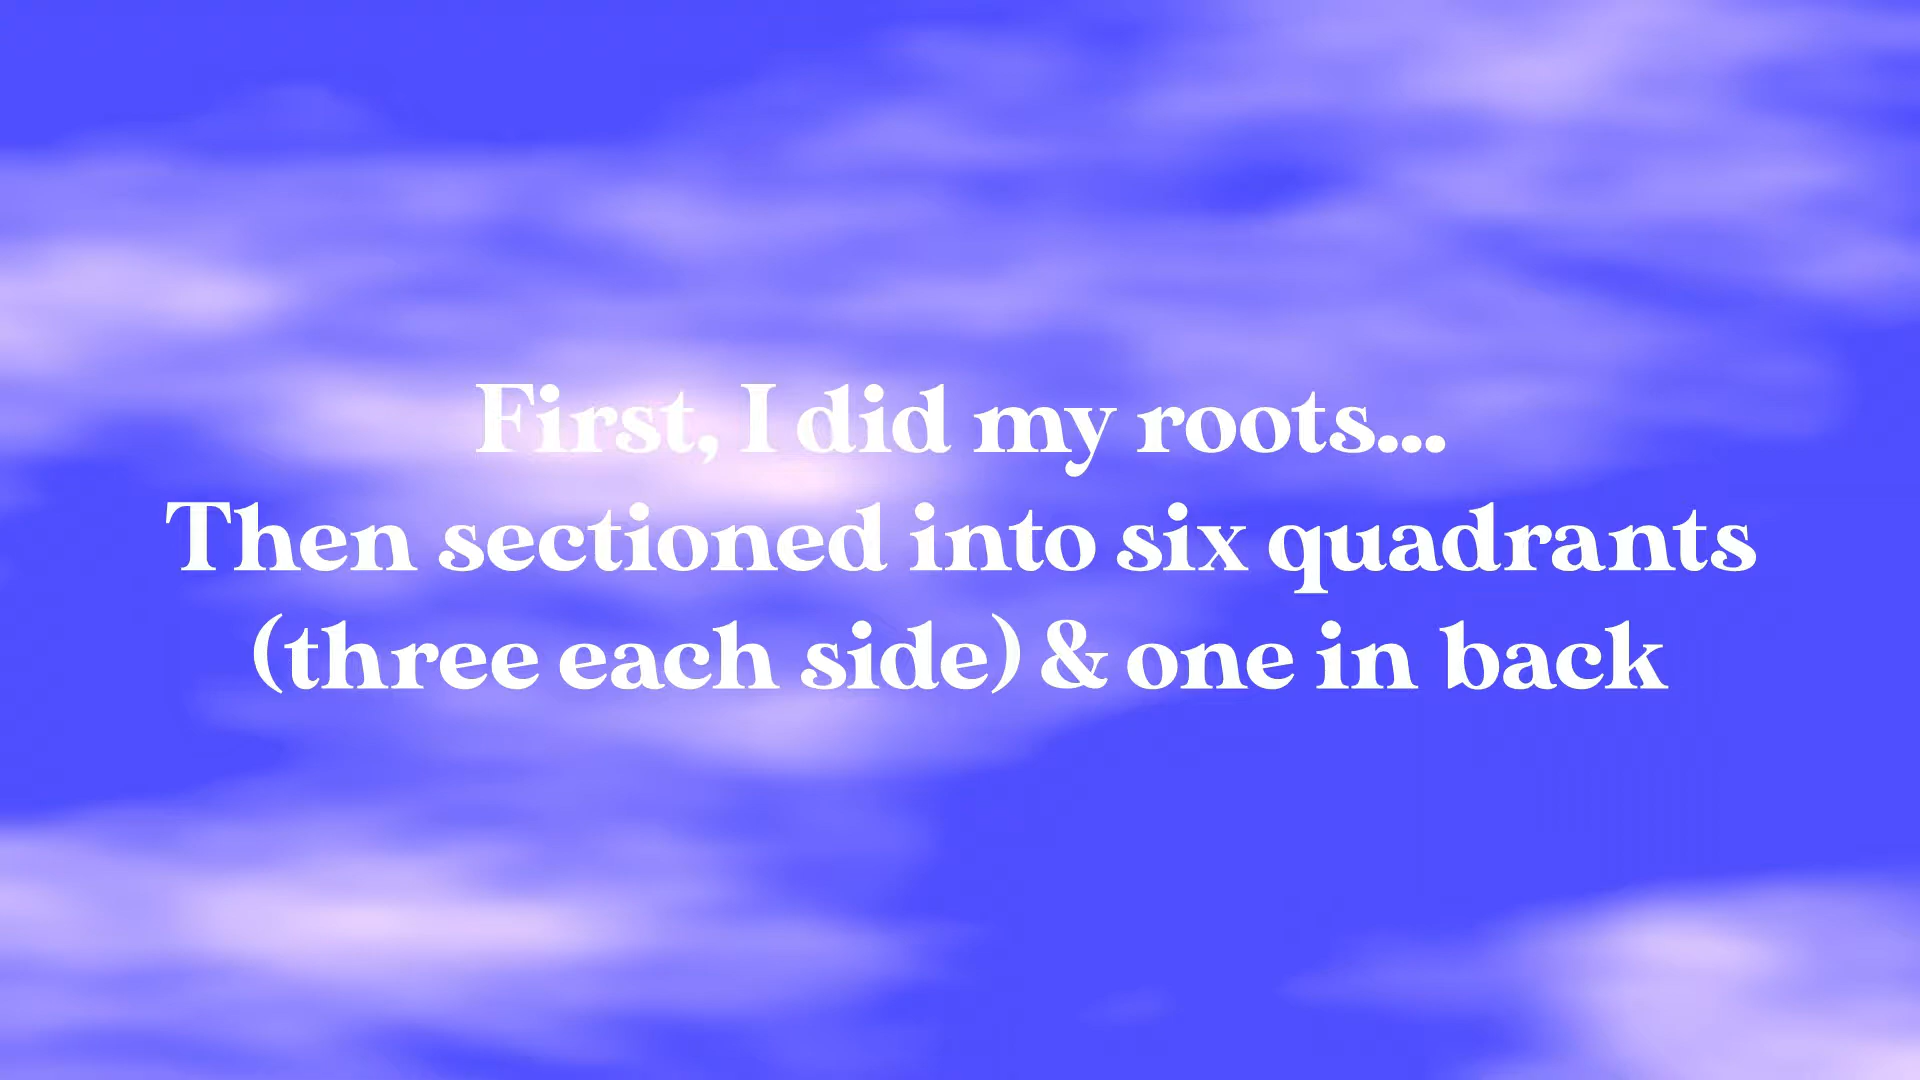 First, I did my roots...
Then sectioned into six quadrants
(three each side) & one in back